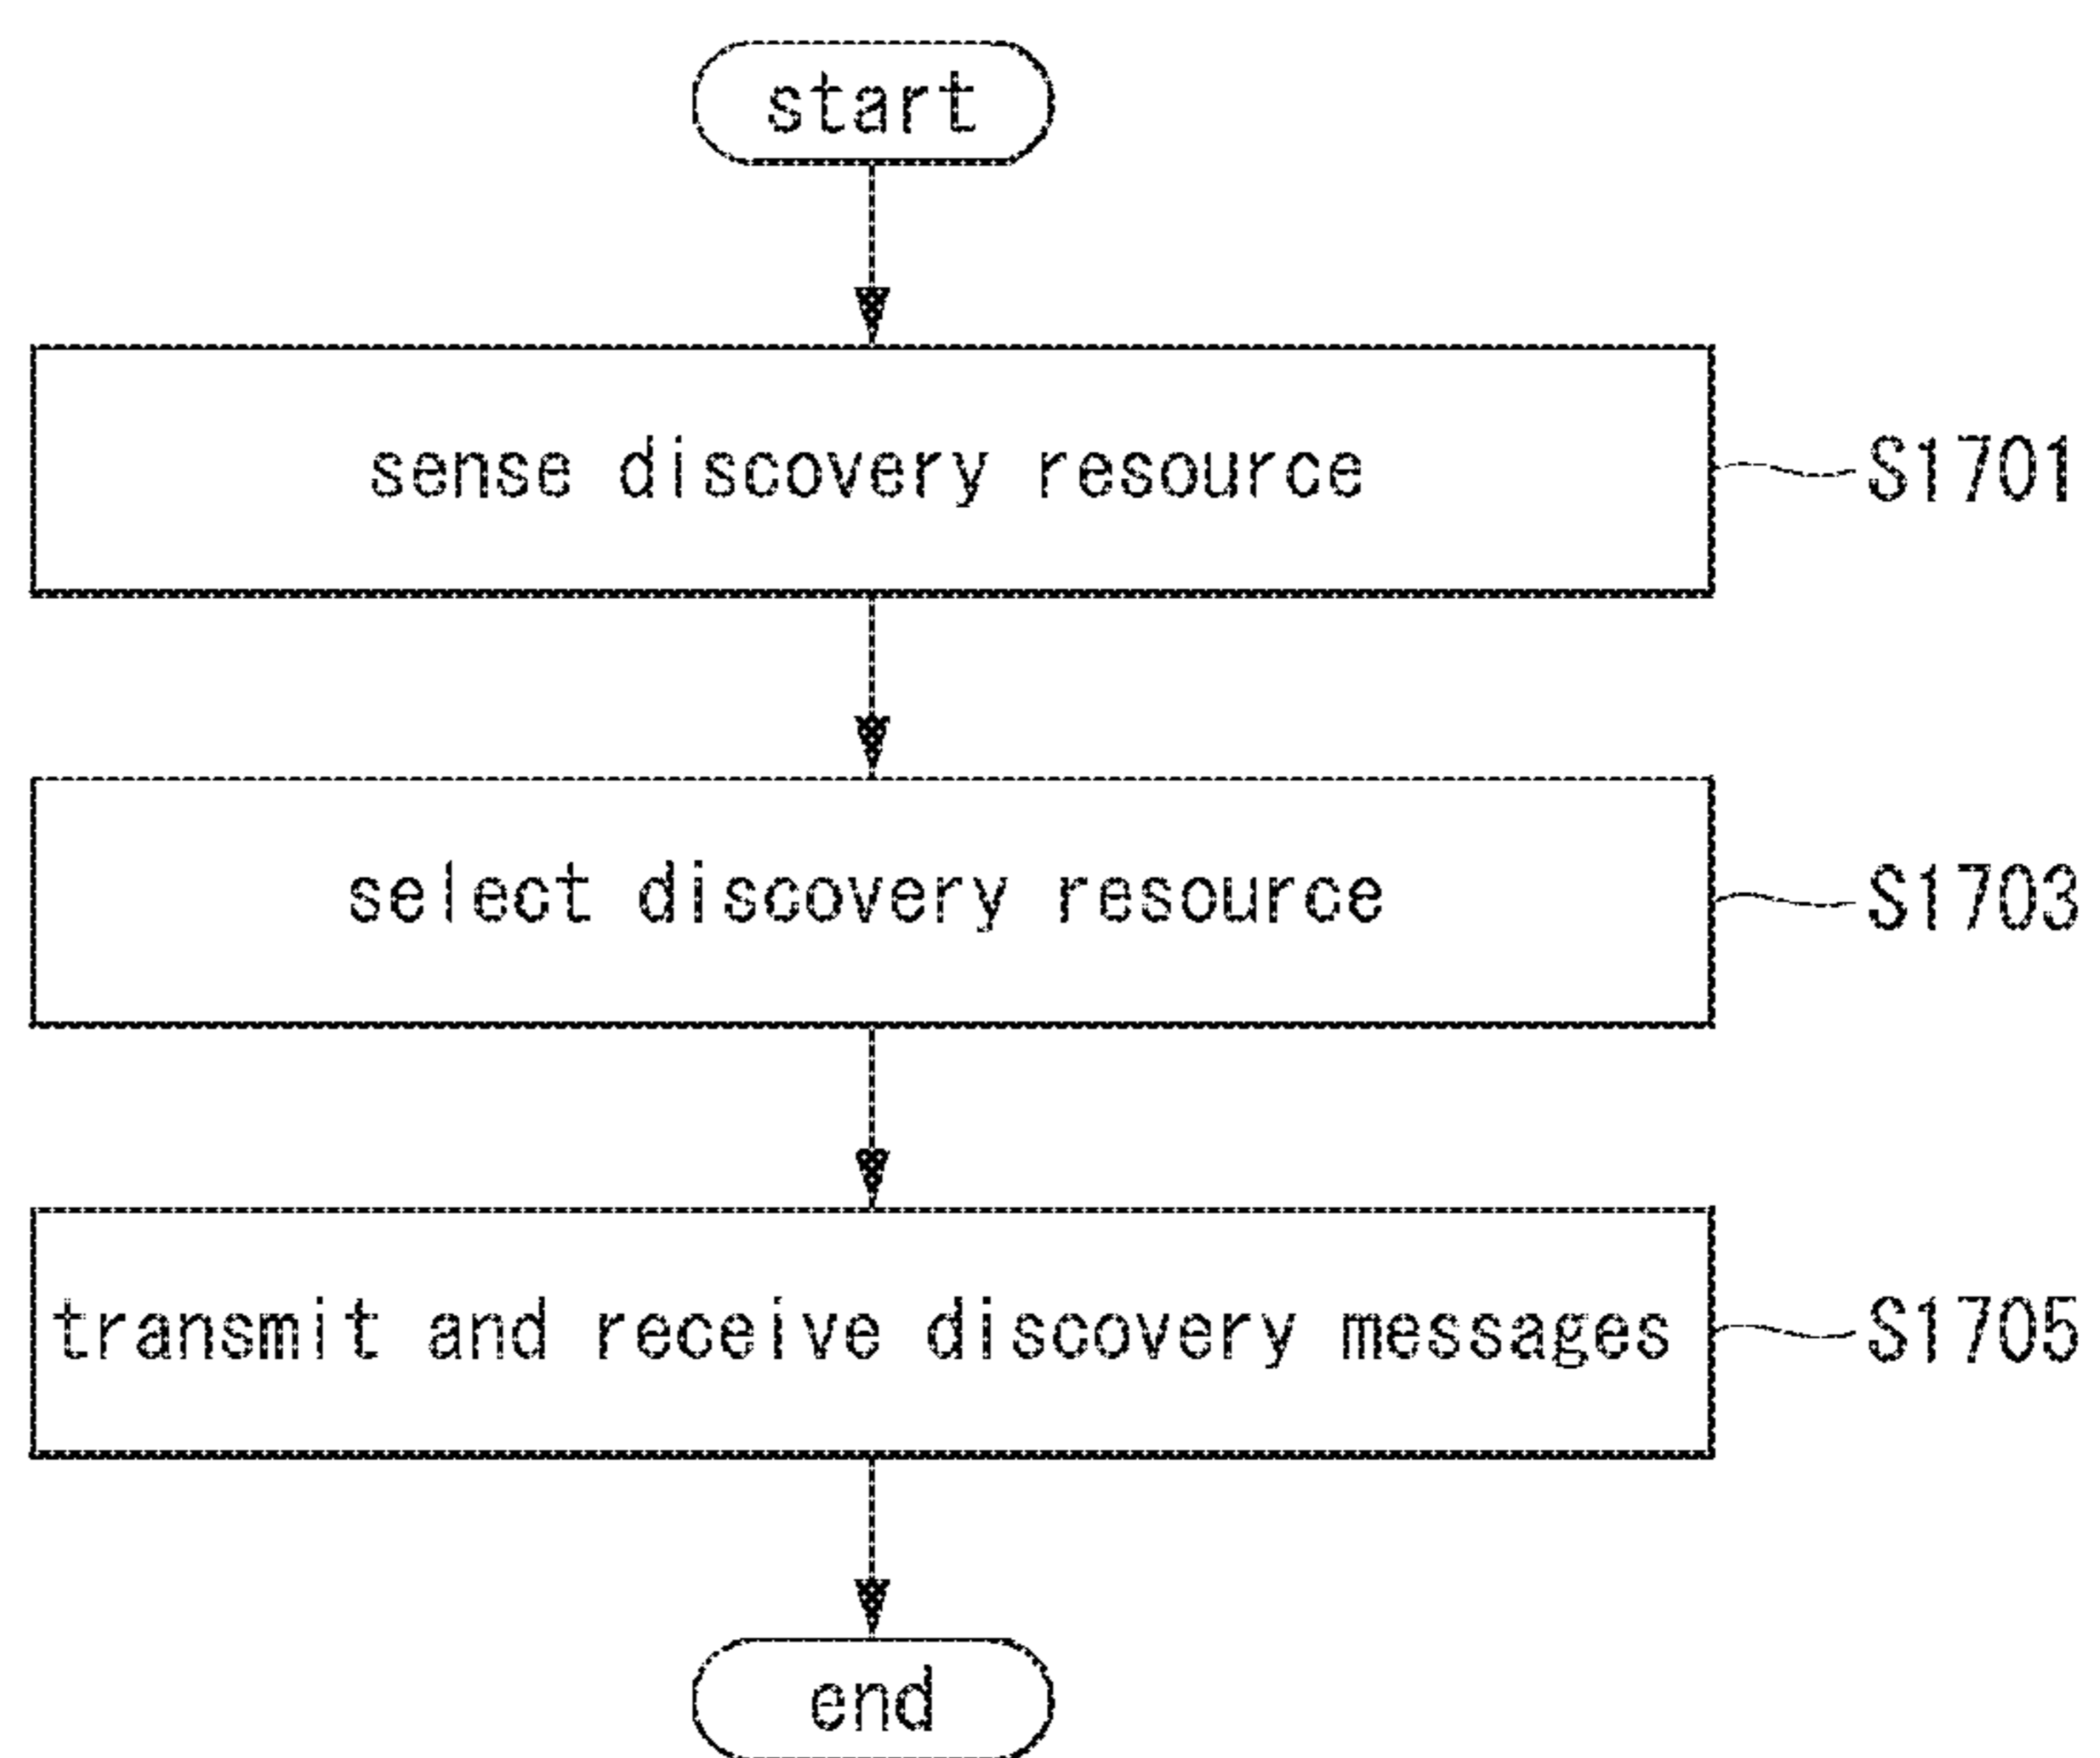 start
sense discovery resource
S1701
select discovery resource
S1703
transmit and receive discovery messages
S1705
end